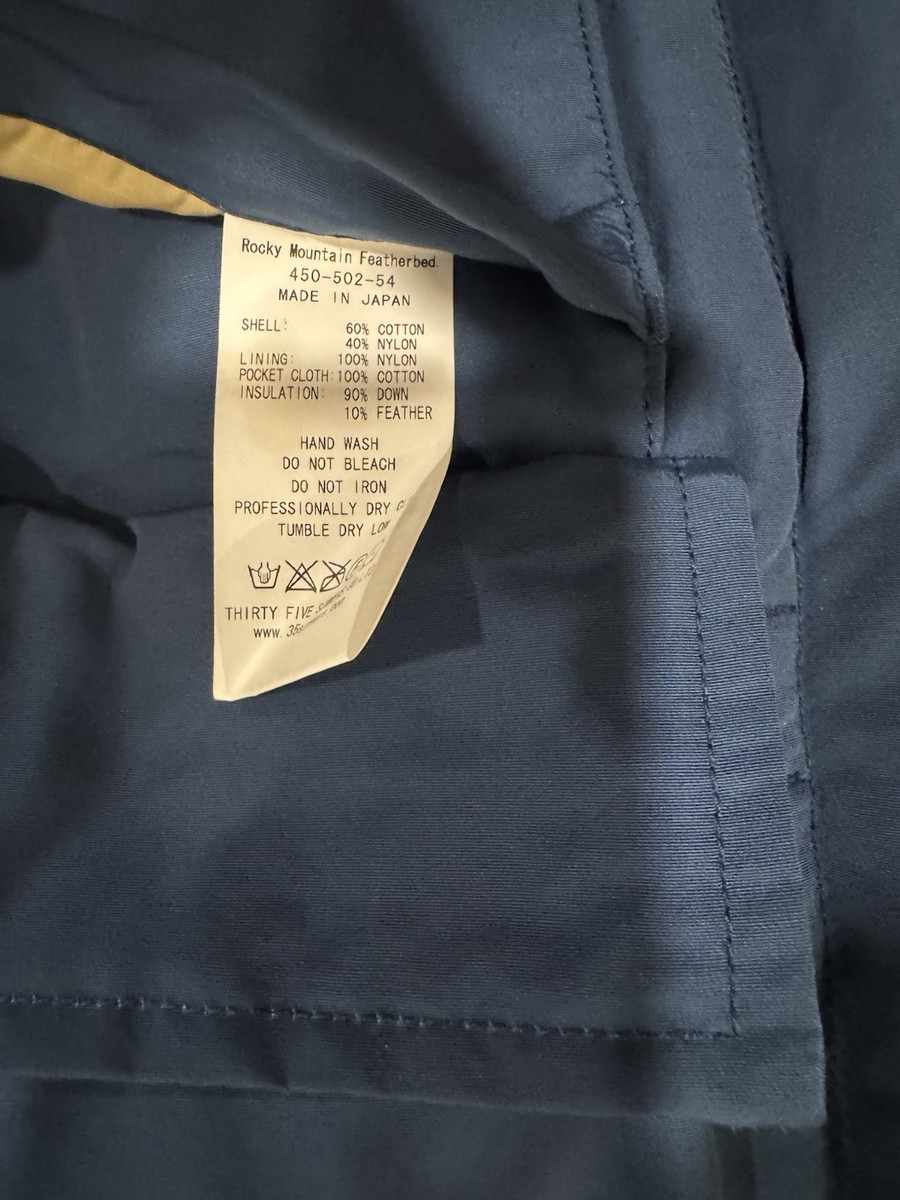 Rocky Mountain Featherbed.
450-502-54
MADE IN JAPAN
SHELL: 60% COTTON
40% NYLON
LINING: 100% NYLON
POCKET CLOTH: 100% COTTON
INSULATION: 90% DOWN
10% FEATHER
HAND WASH
DO NOT BLEACH
DO NOT IRON
PROFESSIONALLY DRY
TUMBLE DRY LOW
THIRTY FIVE
www.